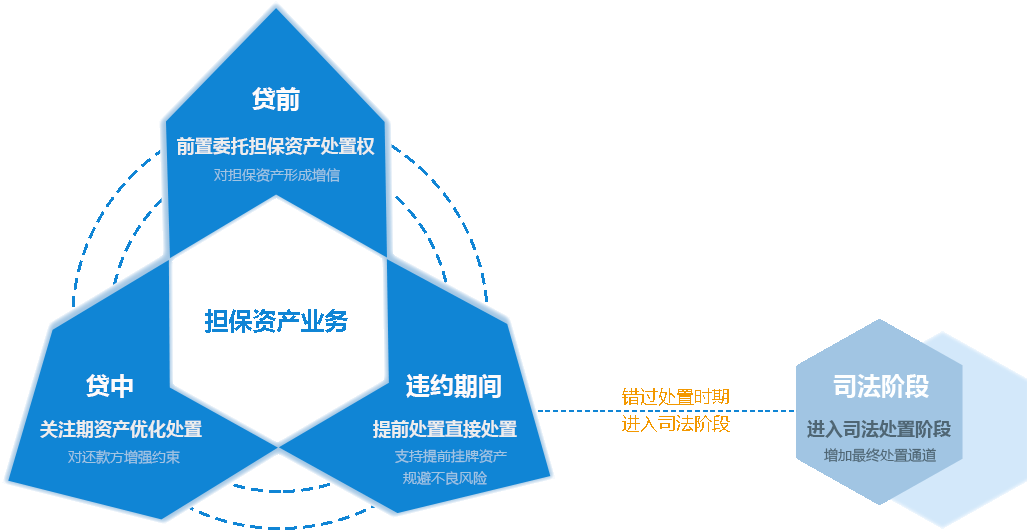 贷前
前置委托担保资产处置权
对担保资产形成增信
担保资产业务
贷中
关注期资产优化处置
对还款方增强约束
违约期间
提前处置直接处置
支持提前挂牌资产
规避不良风险
错过处置时期
进入司法阶段
司法阶段
进入司法处置阶段
增加最终处置通道